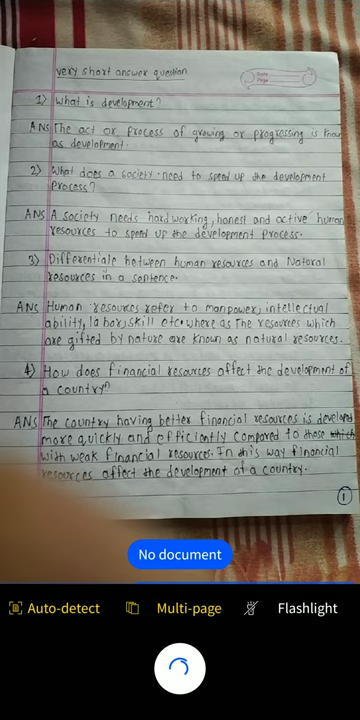 very short answer question
Date
Page
1) What is development?
Ans The act or process of growing or progressing is know
as development.
2) What does a society need to speed up the development
Process?
Ans A society needs hard working, honest and active human
resources to speed up the development process.
3) Differentiate between human resources and Natural
resources in a sentence.
Ans Human resources refer to manpower, intellectual
ability, labor, skill etc. where as the resources which
are gifted by nature are known as natural resources.
4) How does financial resources affect the development of
a country?
Ans The country having better financial resources is developed
more quickly and efficiently compared to those which
with weak financial resources. In this way financial
resources affect the development of a country.
1
No document
Auto-detect Multi-page Flashlight